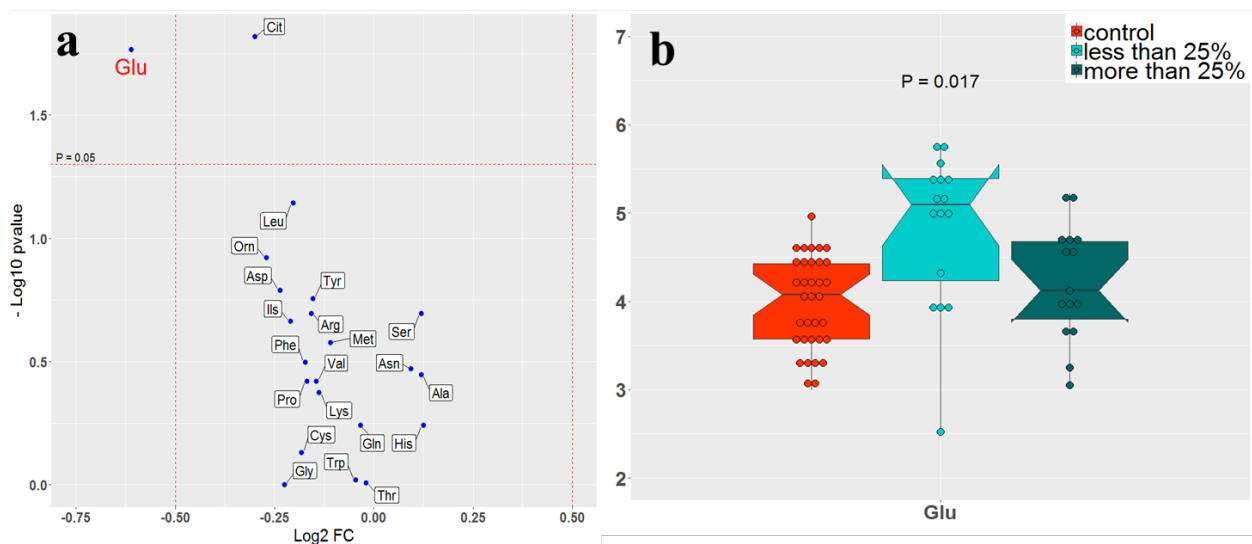 a
Cit
Glu
1.5
P = 0.05
Leu
1.0
Orn
Asp
Tyr
Ils
Arg
Ser
Met
Phe
0.5
Val
Asn
Pro
Lys
Ala
Cys
Gln
His
Gly
Trp
0.0
Thr
-0.75
-0.50
-0.25
0.00
0.25
0.50
Log2 FC
- Log10 pvalue
b
control
less than 25%
more than 25%
P = 0.017
7
6
5
4
3
2
Glu